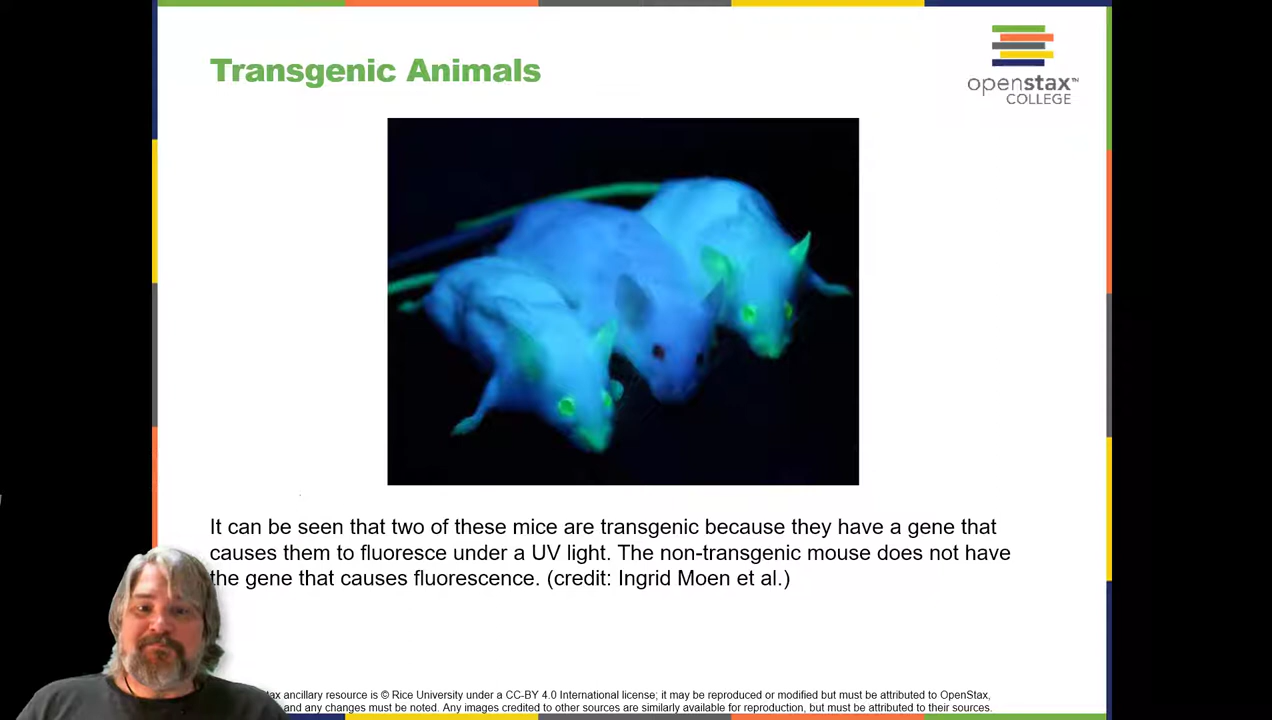 Transgenic Animals
openstax™
COLLEGE
It can be seen that two of these mice are transgenic because they have a gene that
causes them to fluoresce under a UV light. The non-transgenic mouse does not have
the gene that causes fluorescence. (credit: Ingrid Moen et al.)
ancillary resource is © Rice University under a CC-BY 4.0 International license; it may be reproduced or modified but must be attributed to OpenStax,
and any changes must be noted. Any images credited to other sources are similarly available for reproduction, but must be attributed to their sources.